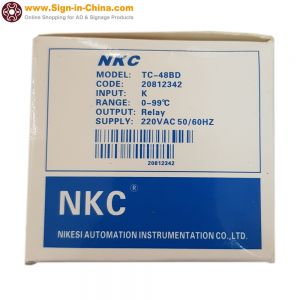 www.Sign-in-China.com
Online Shopping for AD & Signage Products
NKC
MODEL: TC-48BD
CODE: 20812342
INPUT: K
RANGE: 0-99℃
OUTPUT: Relay
SUPPLY: 220VAC 50/60HZ
20812342
NKC ®
NIKESI AUTOMATION INSTRUMENTATION CO.,LTD.